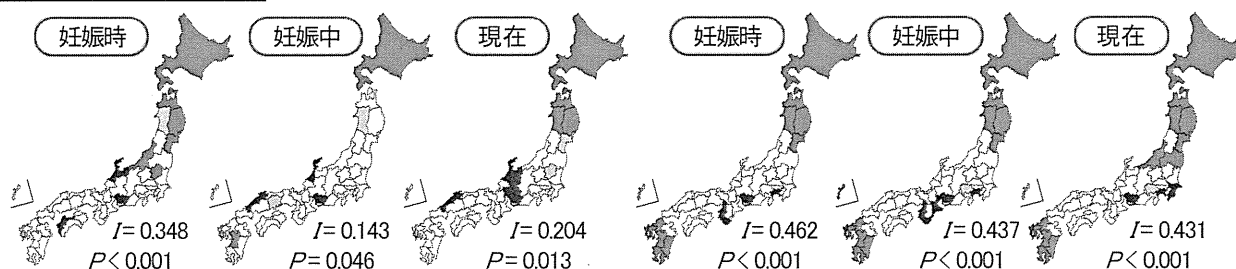 妊娠時 妊娠中 現在 妊娠時 妊娠中 現在
I=0.348 I=0.143 I=0.204 I=0.462 I=0.437 I=0.431
P<0.001 P=0.046 P=0.013 P<0.001 P<0.001 P<0.001